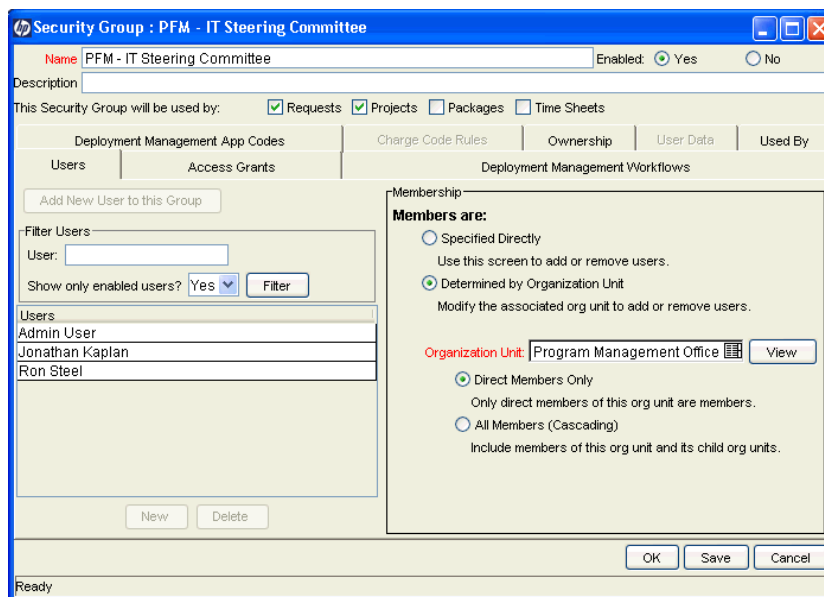 hp Security Group : PFM - IT Steering Committee
Name PFM - IT Steering Committee Enabled: Yes No
Description
This Security Group will be used by: Requests Projects Packages Time Sheets
Deployment Management App Codes Charge Code Rules Ownership User Data Used By
Users Access Grants Deployment Management Workflows
Add New User to this Group
Filter Users
User:
Show only enabled users? Yes Filter
Users
Admin User
Jonathan Kaplan
Ron Steel
New Delete
Membership
Members are:
Specified Directly
Use this screen to add or remove users.
Determined by Organization Unit
Modify the associated org unit to add or remove users.
Organization Unit: Program Management Office View
Direct Members Only
Only direct members of this org unit are members.
All Members (Cascading)
Include members of this org unit and its child org units.
OK Save Cancel
Ready